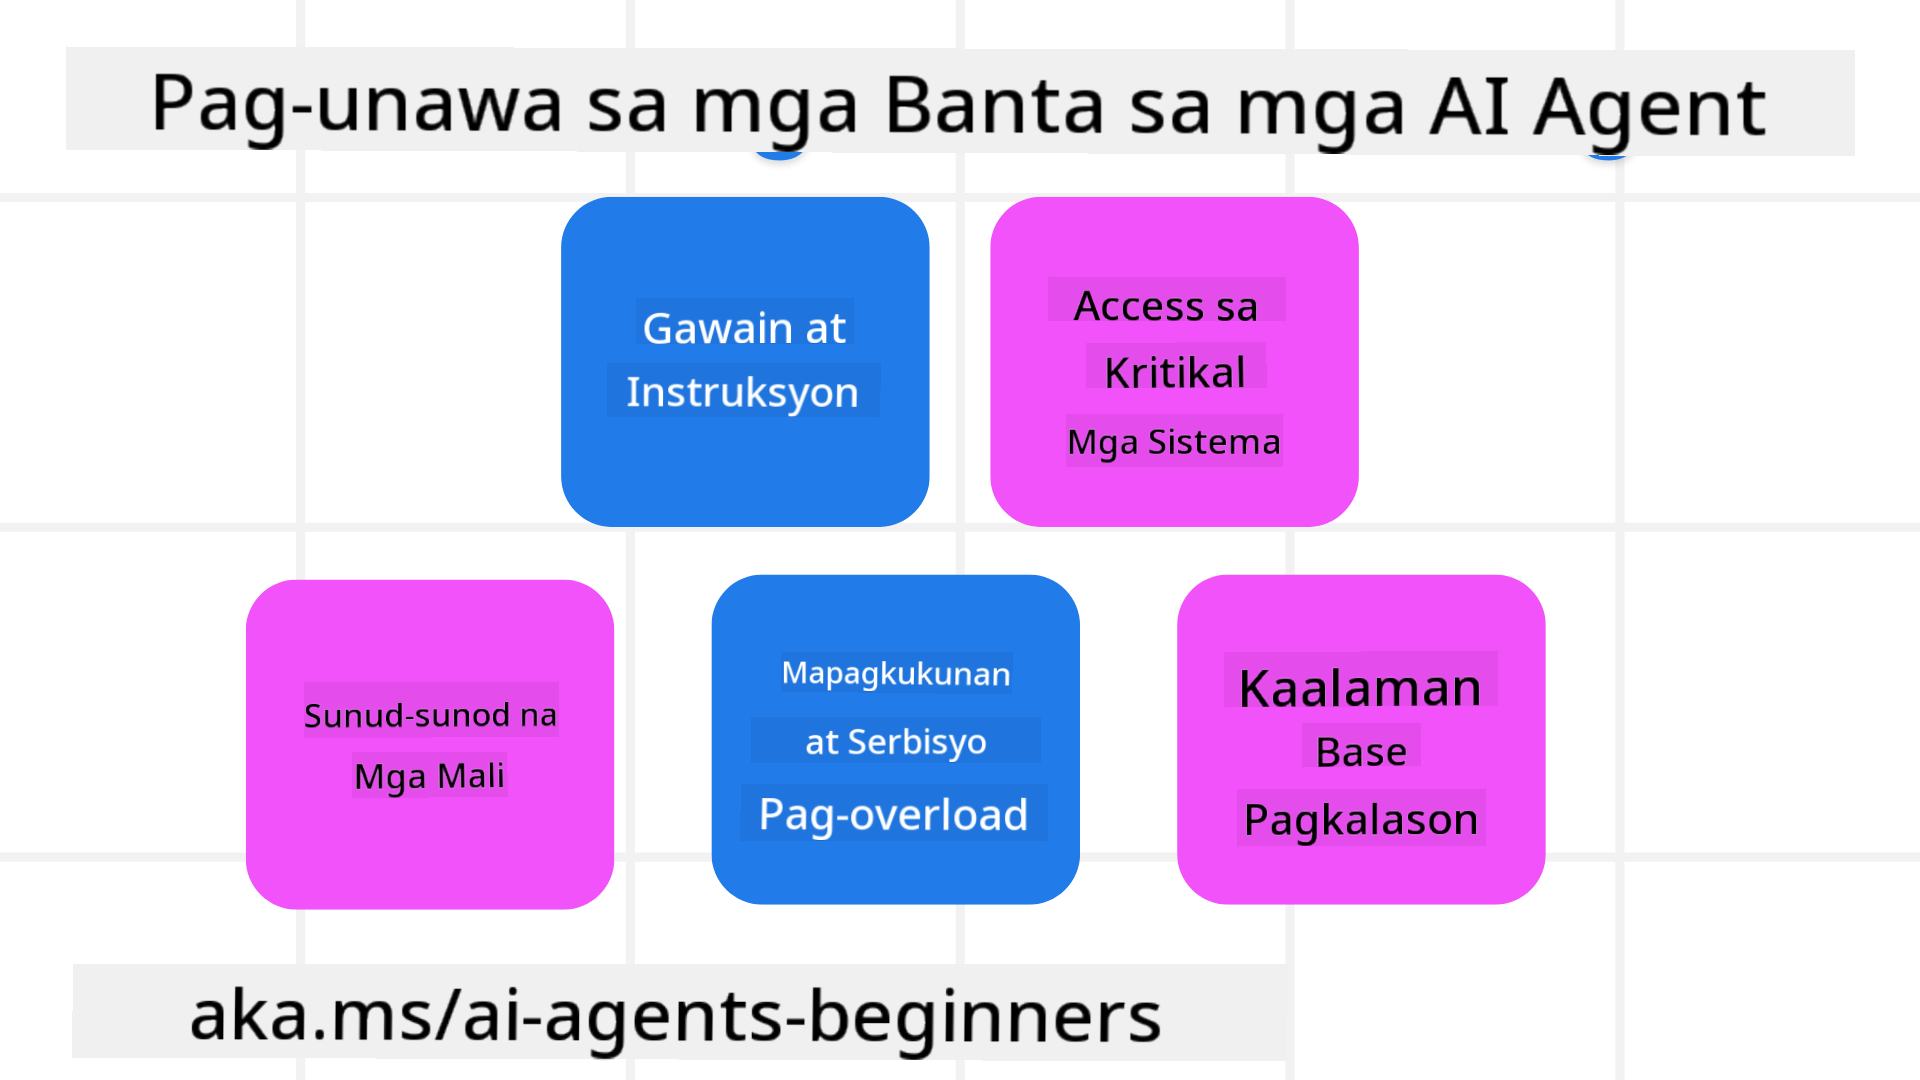 Pag-unawa sa mga Banta sa mga AI Agent
Gawain at
Instruksyon
Access sa
Kritikal
Mga Sistema
Sunud-sunod na
Mga Mali
Mapagkukunan
at Serbisyo
Pag-overload
Kaalaman
Base
Pagkalason
aka.ms/ai-agents-beginners